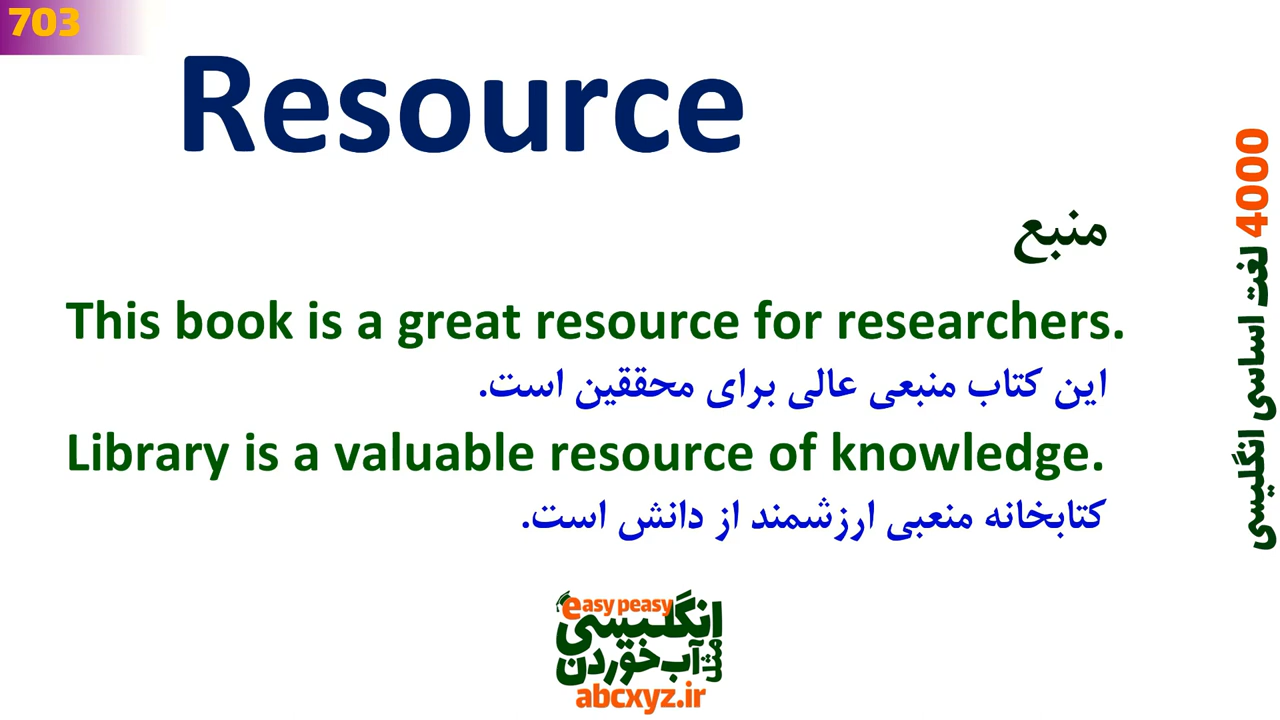 703
Resource
منبع
This book is a great resource for researchers.
این کتاب منبعی عالی برای محققین است.
Library is a valuable resource of knowledge.
کتابخانه منعبی ارزشمند از دانش است.
4000 لغت اساسی انگلیسی
easy peasy
انگلیسی
مثل آب خوردن
abcxyz.ir